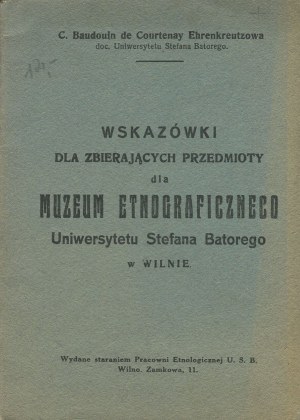 C. Baudouin de Courtenay Ehrenkreutzowa
doc. Uniwersytetu Stefana Batorego.
WSKAZÓWKI
DLA ZBIERAJĄCYCH PRZEDMIOTY
dla
MUZEUM ETNOGRAFICZNEGO
Uniwersytetu Stefana Batorego
w WILNIE.
Wydane staraniem Pracowni Etnologicznej U. S. B.
Wilno. Zamkowa, 11.